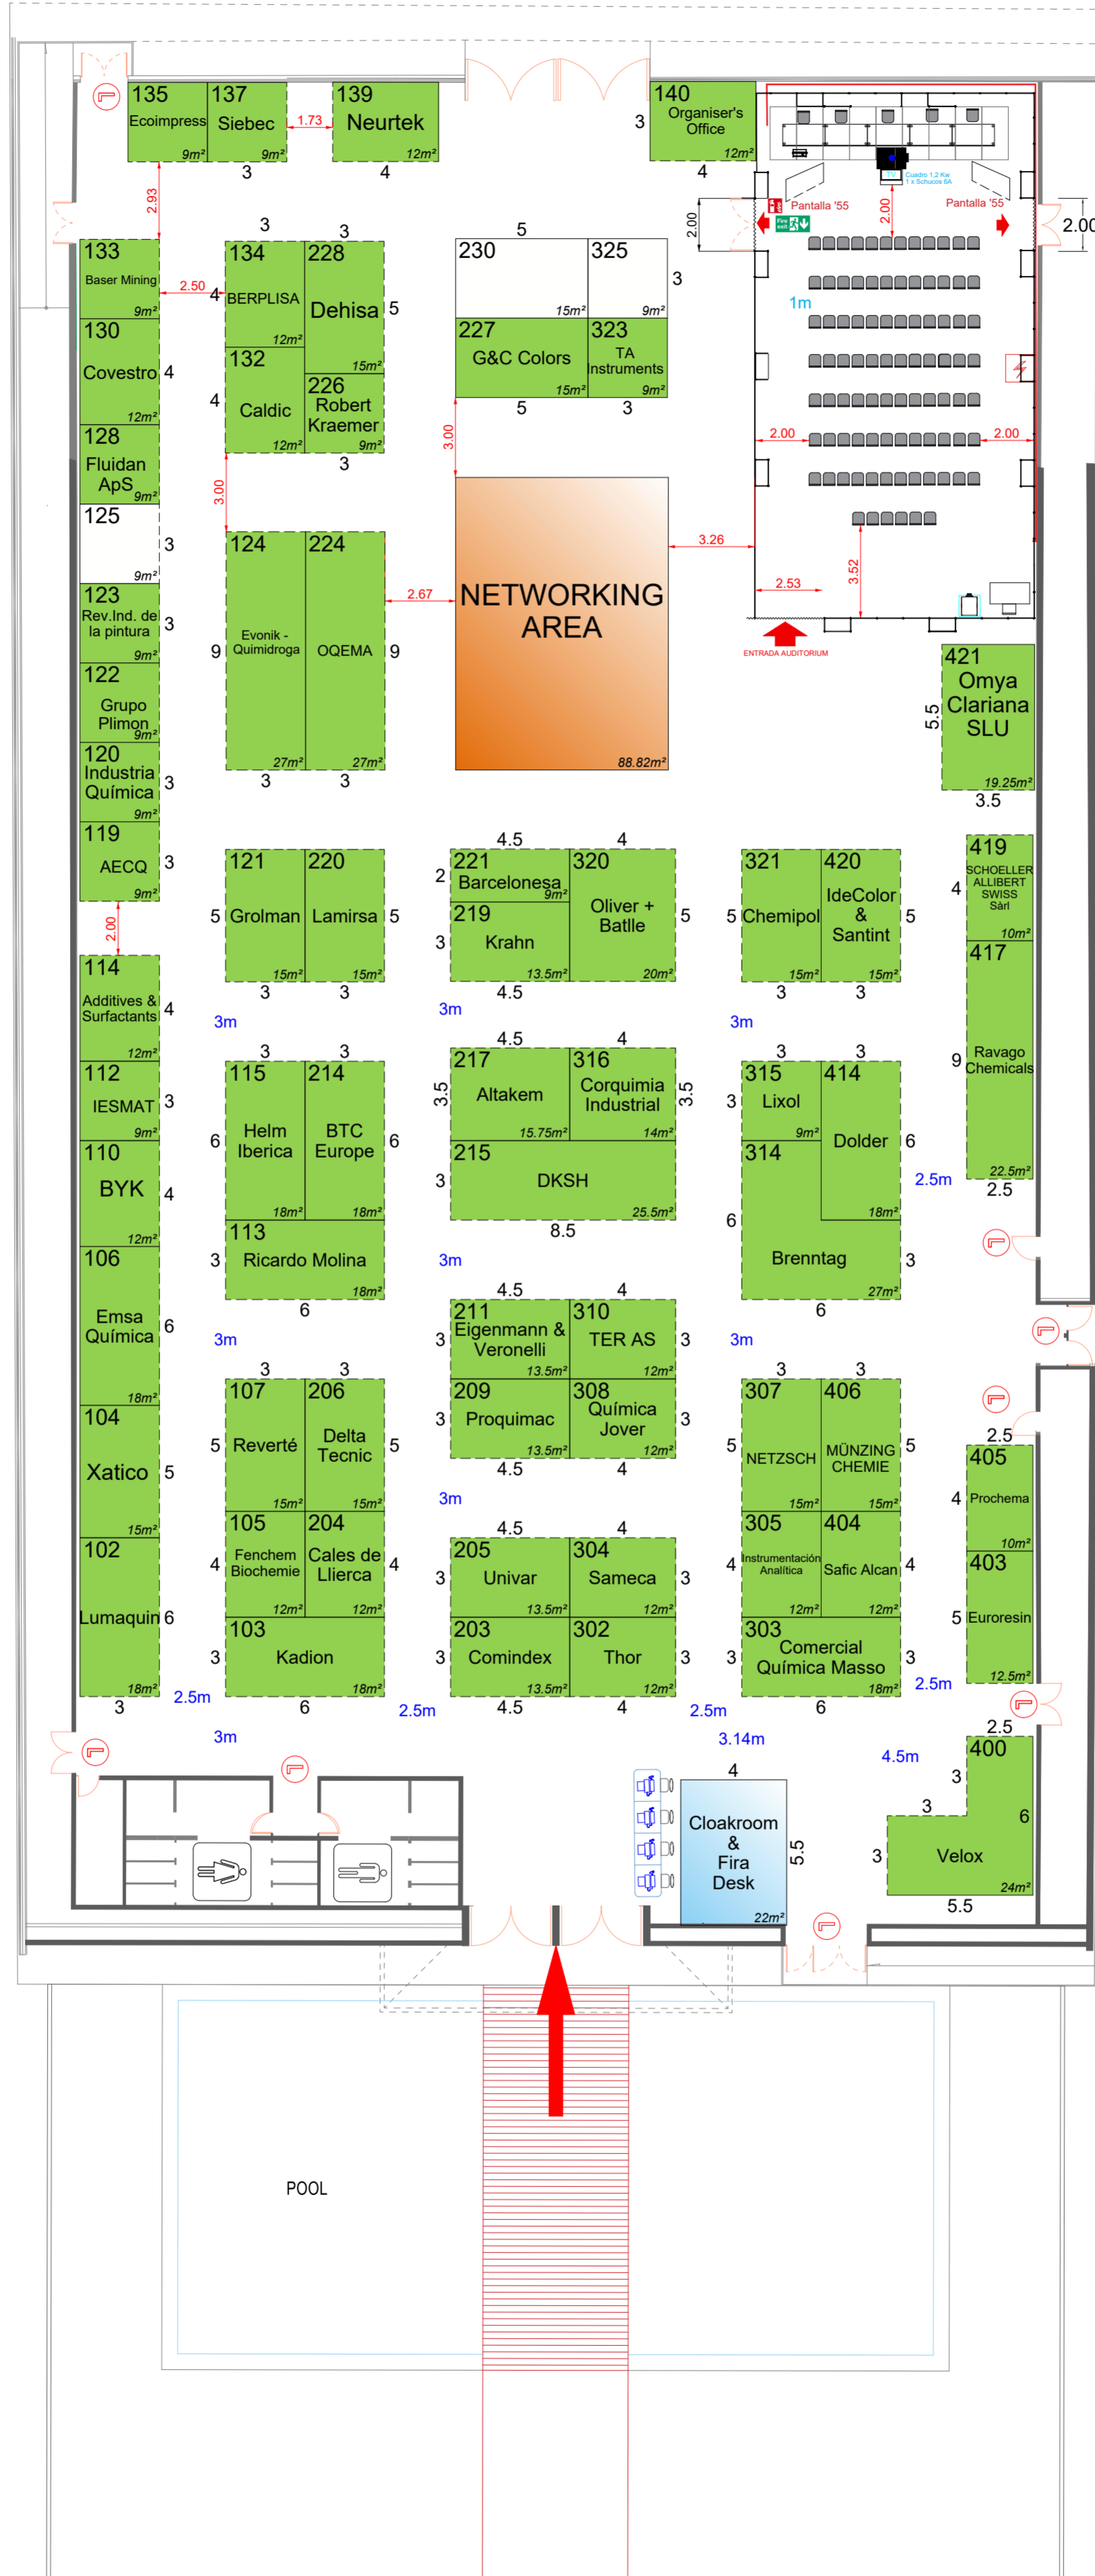 135
Ecoimpress
9m²
137
Siebec
9m²
3
1.73
139
Neurtek
12m²
4
140
Organiser's
Office
12m²
3
4
TV
Cuadro 1,2 Kw
1 x Schucos 6A
Pantalla '55
Pantalla '55
Fire
exit
2.00
2.00
2.00
1m
2.00
2.00
3.52
2.53
3.26
ENTRADA AUDITORIUM
2.93
133
Baser Mining
9m²
2.50
130
Covestro
12m²
4
128
Fluidan
ApS
9m²
125
9m²
3
123
Rev.Ind. de
la pintura
9m²
3
122
Grupo
Plimon
9m²
120
Industria
Química
9m²
3
119
AECQ
9m²
3
2.00
3
3
134
BERPLISA
12m²
4
228
Dehisa
15m²
5
132
Caldic
12m²
4
226
Robert
Kraemer
9m²
3
3.00
5
230
15m²
325
9m²
3
227
G&C Colors
15m²
5
323
TA
Instruments
9m²
3
3.00
124
Evonik -
Quimidroga
27m²
9
3
224
OQEMA
27m²
9
3
2.67
NETWORKING
AREA
88.82m²
421
Omya
Clariana
SLU
19.25m²
5.5
3.5
121
Grolman
15m²
5
3
220
Lamirsa
15m²
5
3
4.5
4
221
Barcelonesa
9m²
2
219
Krahn
13.5m²
3
4.5
320
Oliver +
Batlle
20m²
5
321
Chemipol
15m²
5
3
420
IdeColor
&
Santint
15m²
5
3
419
SCHOELLER
ALLIBERT
SWISS
Sàrl
10m²
4
417
Ravago
Chemicals
22.5m²
9
2.5
3m
3m
3m
114
Additives &
Surfactants
12m²
4
112
IESMAT
9m²
3
110
BYK
12m²
4
106
Emsa
Química
18m²
6
104
Xatico
15m²
5
102
Lumaquin
18m²
6
3
3
3
115
Helm
Iberica
18m²
6
214
BTC
Europe
18m²
6
113
Ricardo Molina
18m²
3
6
4.5
4
217
Altakem
15.75m²
3.5
316
Corquimia
Industrial
14m²
3.5
215
DKSH
25.5m²
3
8.5
3
3
315
Lixol
9m²
3
414
Dolder
18m²
6
314
Brenntag
27m²
6
3
6
2.5m
3m
3m
3m
3
3
107
Reverté
15m²
5
206
Delta
Tecnic
15m²
5
105
Fenchem
Biochemie
12m²
4
204
Cales de
Llierca
12m²
4
103
Kadion
18m²
3
6
4.5
4
211
Eigenmann &
Veronelli
13.5m²
3
310
TER AS
12m²
3
209
Proquimac
13.5m²
3
4.5
308
Química
Jover
12m²
3
4
3m
4.5
4
205
Univar
13.5m²
3
304
Sameca
12m²
3
203
Comindex
13.5m²
3
4.5
302
Thor
12m²
3
4
3
3
307
NETZSCH
15m²
5
406
MÜNZING
CHEMIE
15m²
5
305
Instrumentación
Analítica
12m²
4
404
Safic Alcan
12m²
4
303
Comercial
Química Masso
18m²
3
3
6
2.5
405
Prochema
10m²
4
403
Euroresin
12.5m²
5
2.5m
2.5m
2.5m
2.5m
3m
3.14m
4.5m
2.5
400
Velox
24m²
3
3
3
6
5.5
4
Cloakroom
&
Fira
Desk
22m²
5.5
POOL